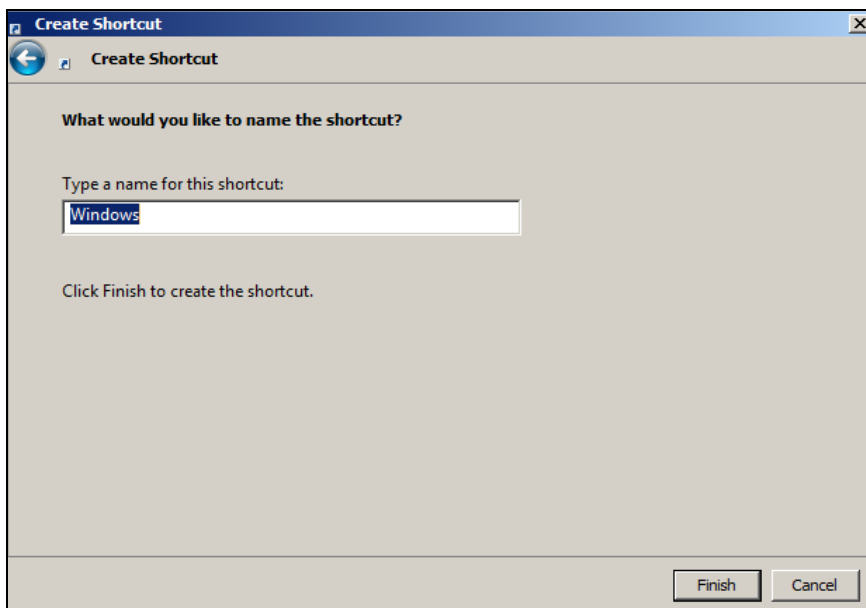 Create Shortcut
Create Shortcut
What would you like to name the shortcut?
Type a name for this shortcut:
Windows
Click Finish to create the shortcut.
Finish Cancel